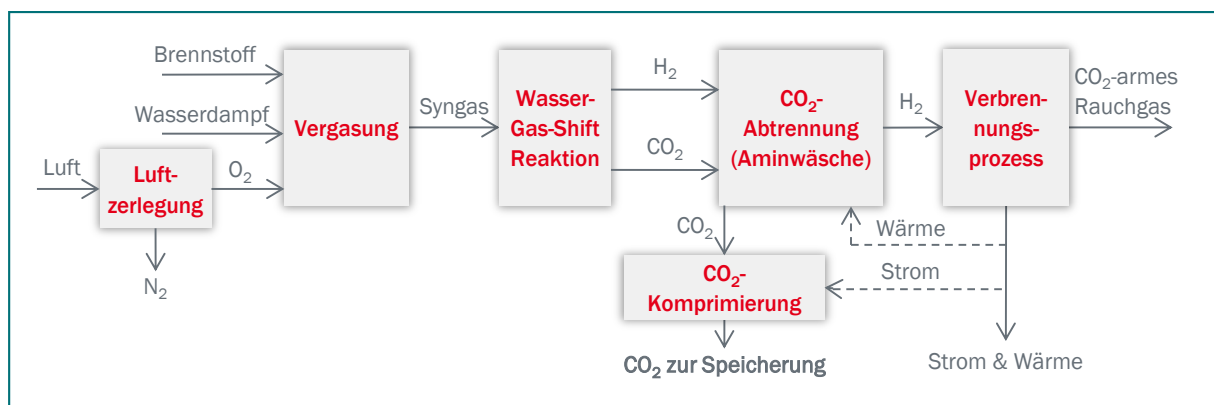 Brennstoff
Wasserdampf
Luft
Luft-
zerlegung
O₂
N₂
Vergasung
Syngas
Wasser-
Gas-Shift
Reaktion
H₂
CO₂
CO₂-
Abtrennung
(Aminwäsche)
H₂
Verbren-
nungs-
prozess
CO₂-armes
Rauchgas
CO₂
Wärme
Strom
CO₂-
Komprimierung
CO₂ zur Speicherung
Strom & Wärme